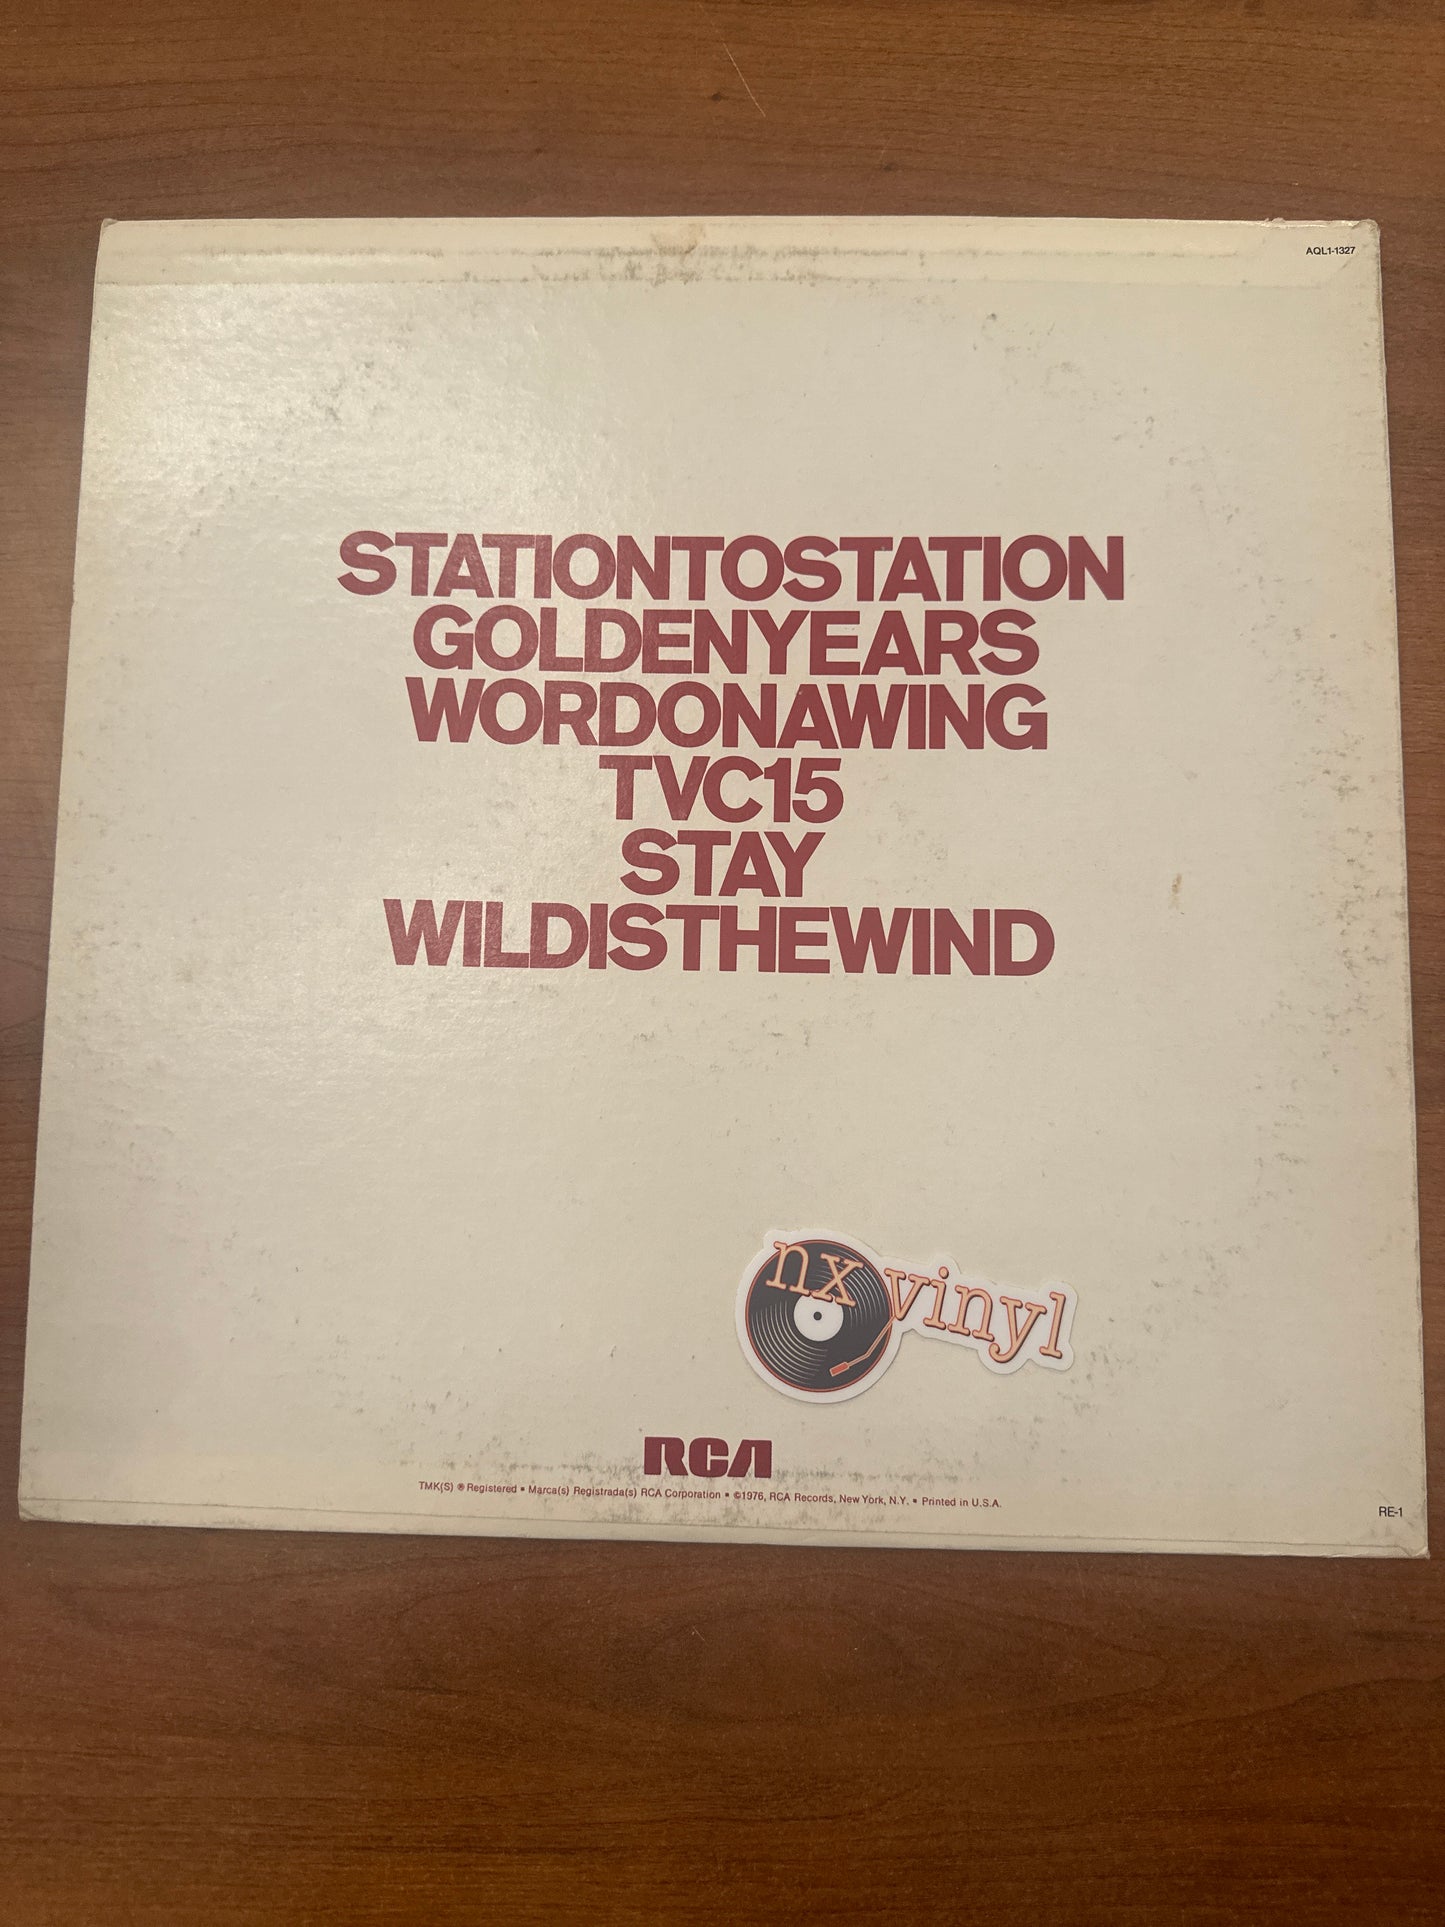 AQL1-1327
STATIONTOSTATION
GOLDENYEARS
WORDONAWING
TVC15
STAY
WILDISTHEWIND
nx vinyl
RCA
TMK(S) ® Registered ▪ Marca(s) Registrada(s) RCA Corporation ▪ ©1976, RCA Records, New York, N.Y. ▪ Printed in U.S.A.
RE-1